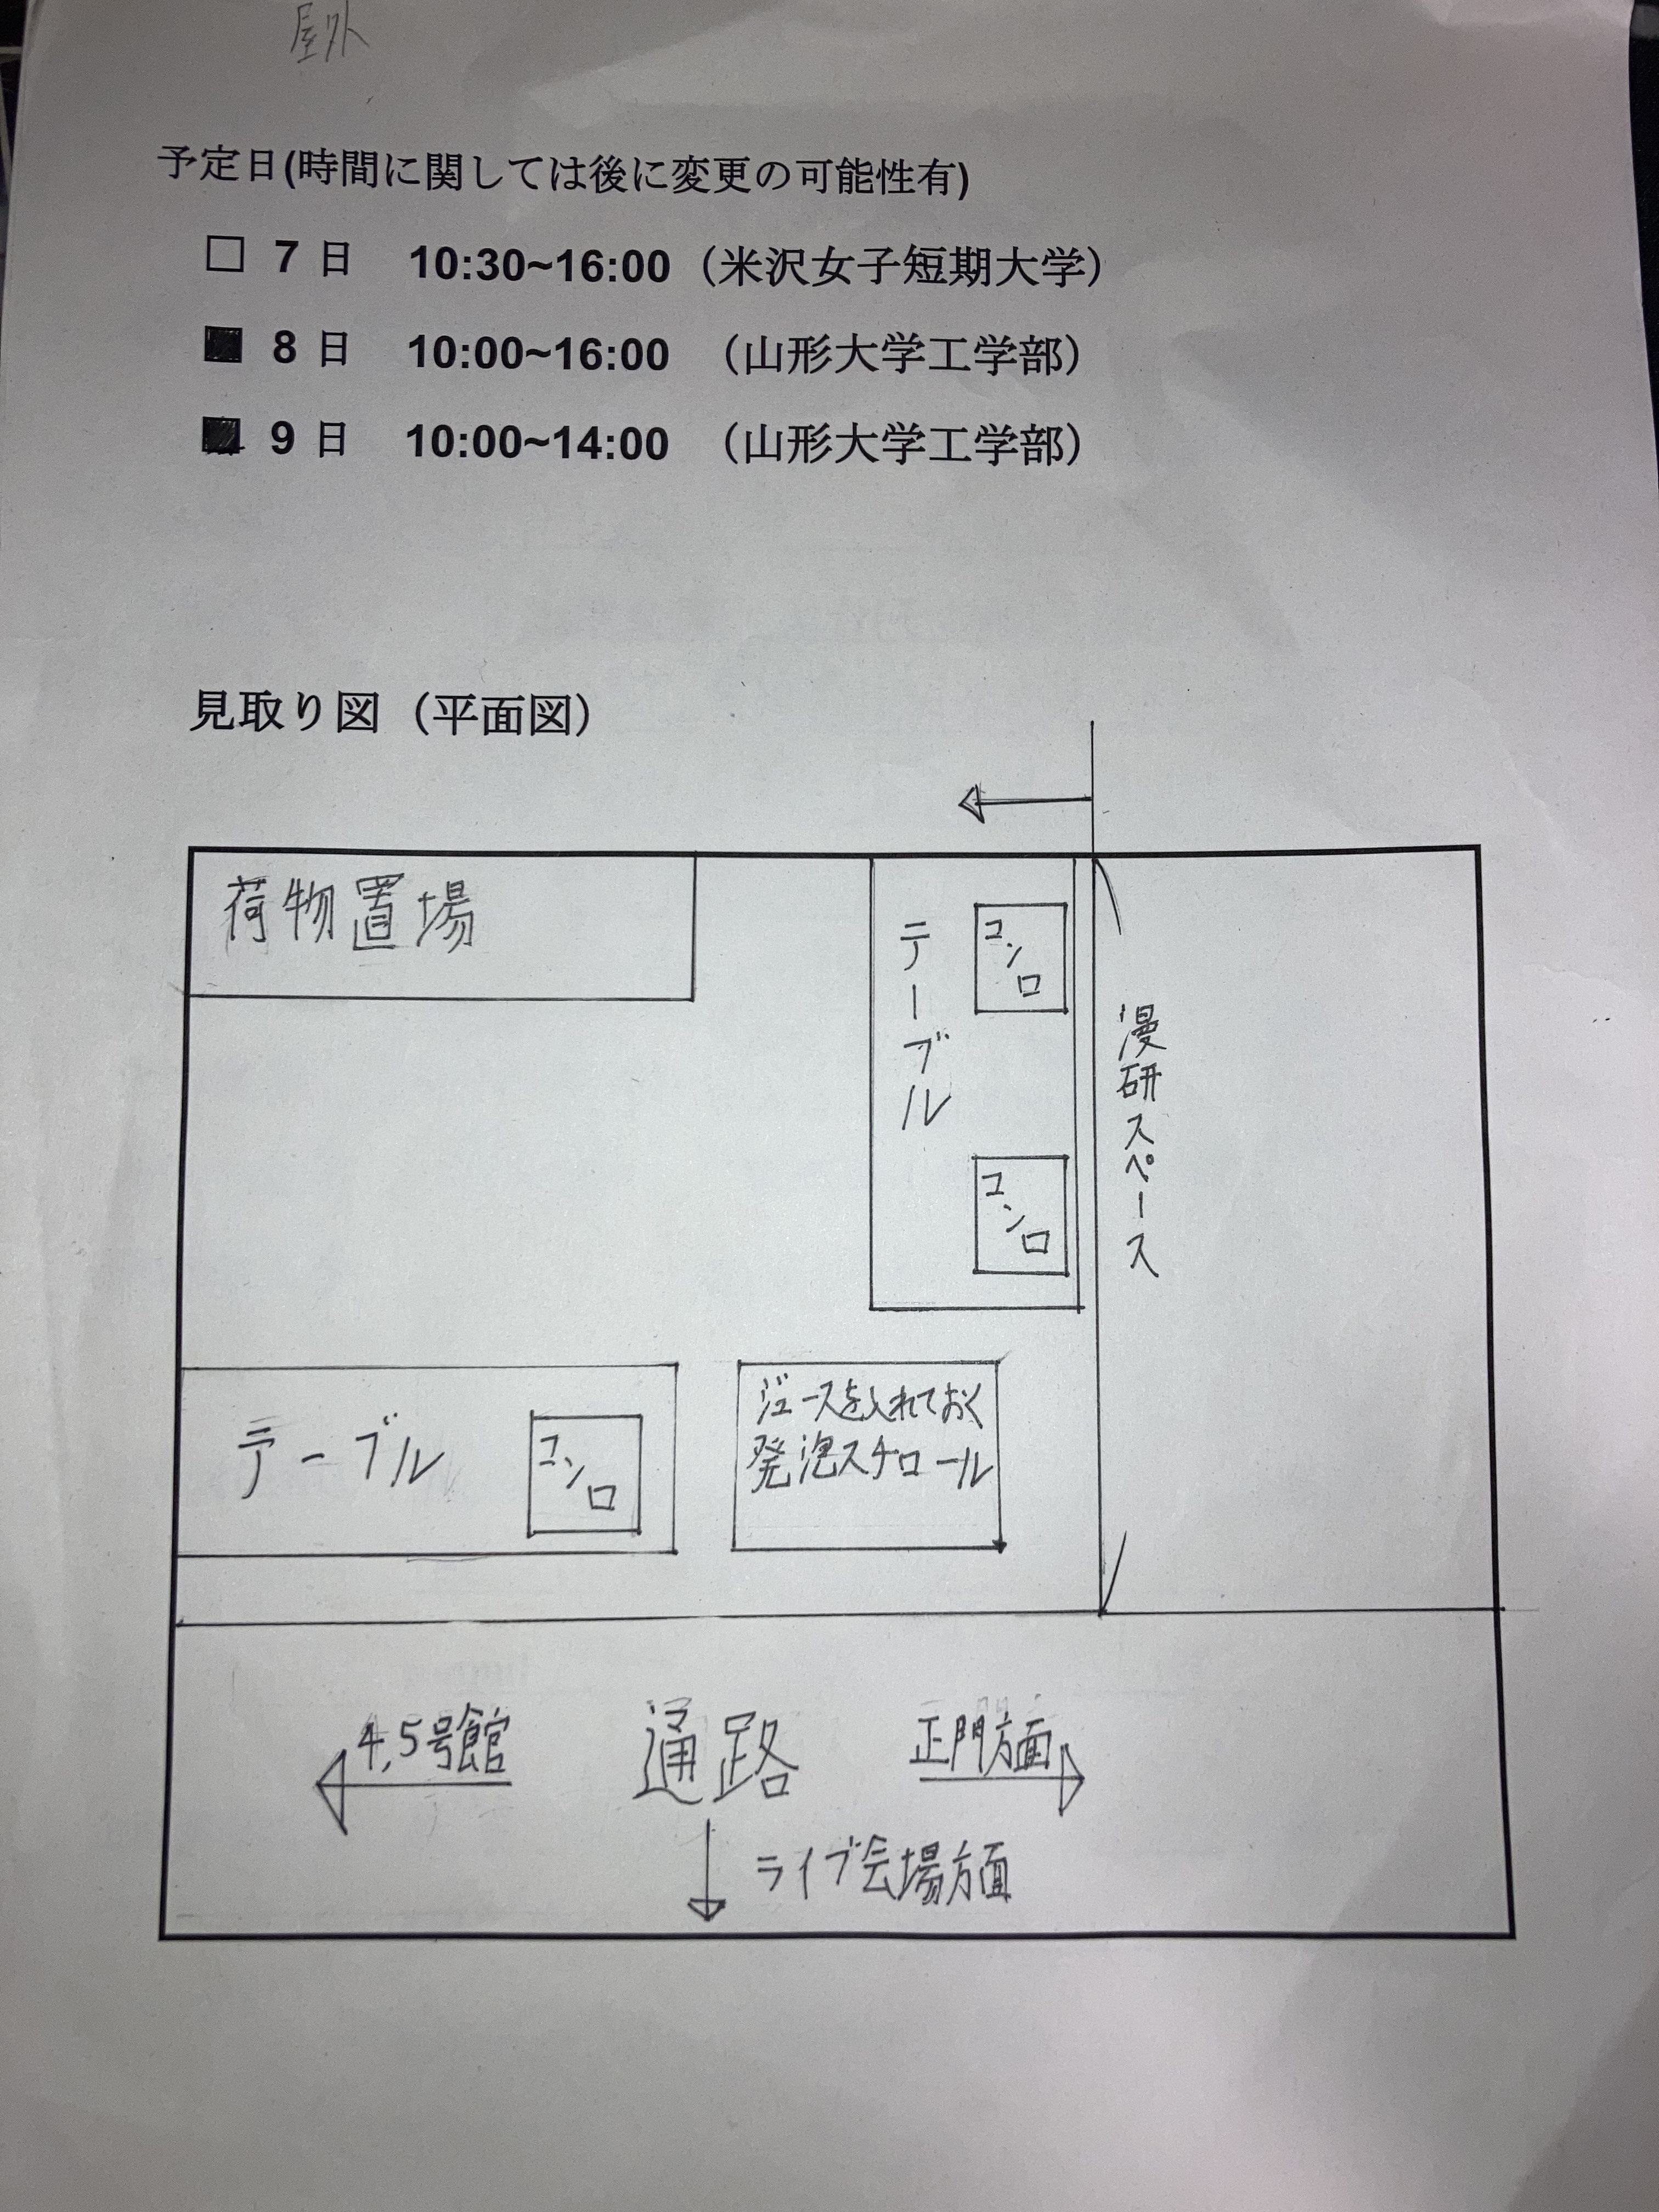 屋外
予定日(時間に関しては後に変更の可能性有)
□ 7 日 10:30~16:00（米沢女子短期大学）
■ 8 日 10:00~16:00 （山形大学工学部）
■ 9 日 10:00~14:00 （山形大学工学部）
見取り図（平面図）
荷物置場
テーブル
コンロ
コンロ
漫研スペース
テーブル
コンロ
ジュースを入れておく
発泡スチロール
4,5号館
通路
正門方面
ライブ会場方面